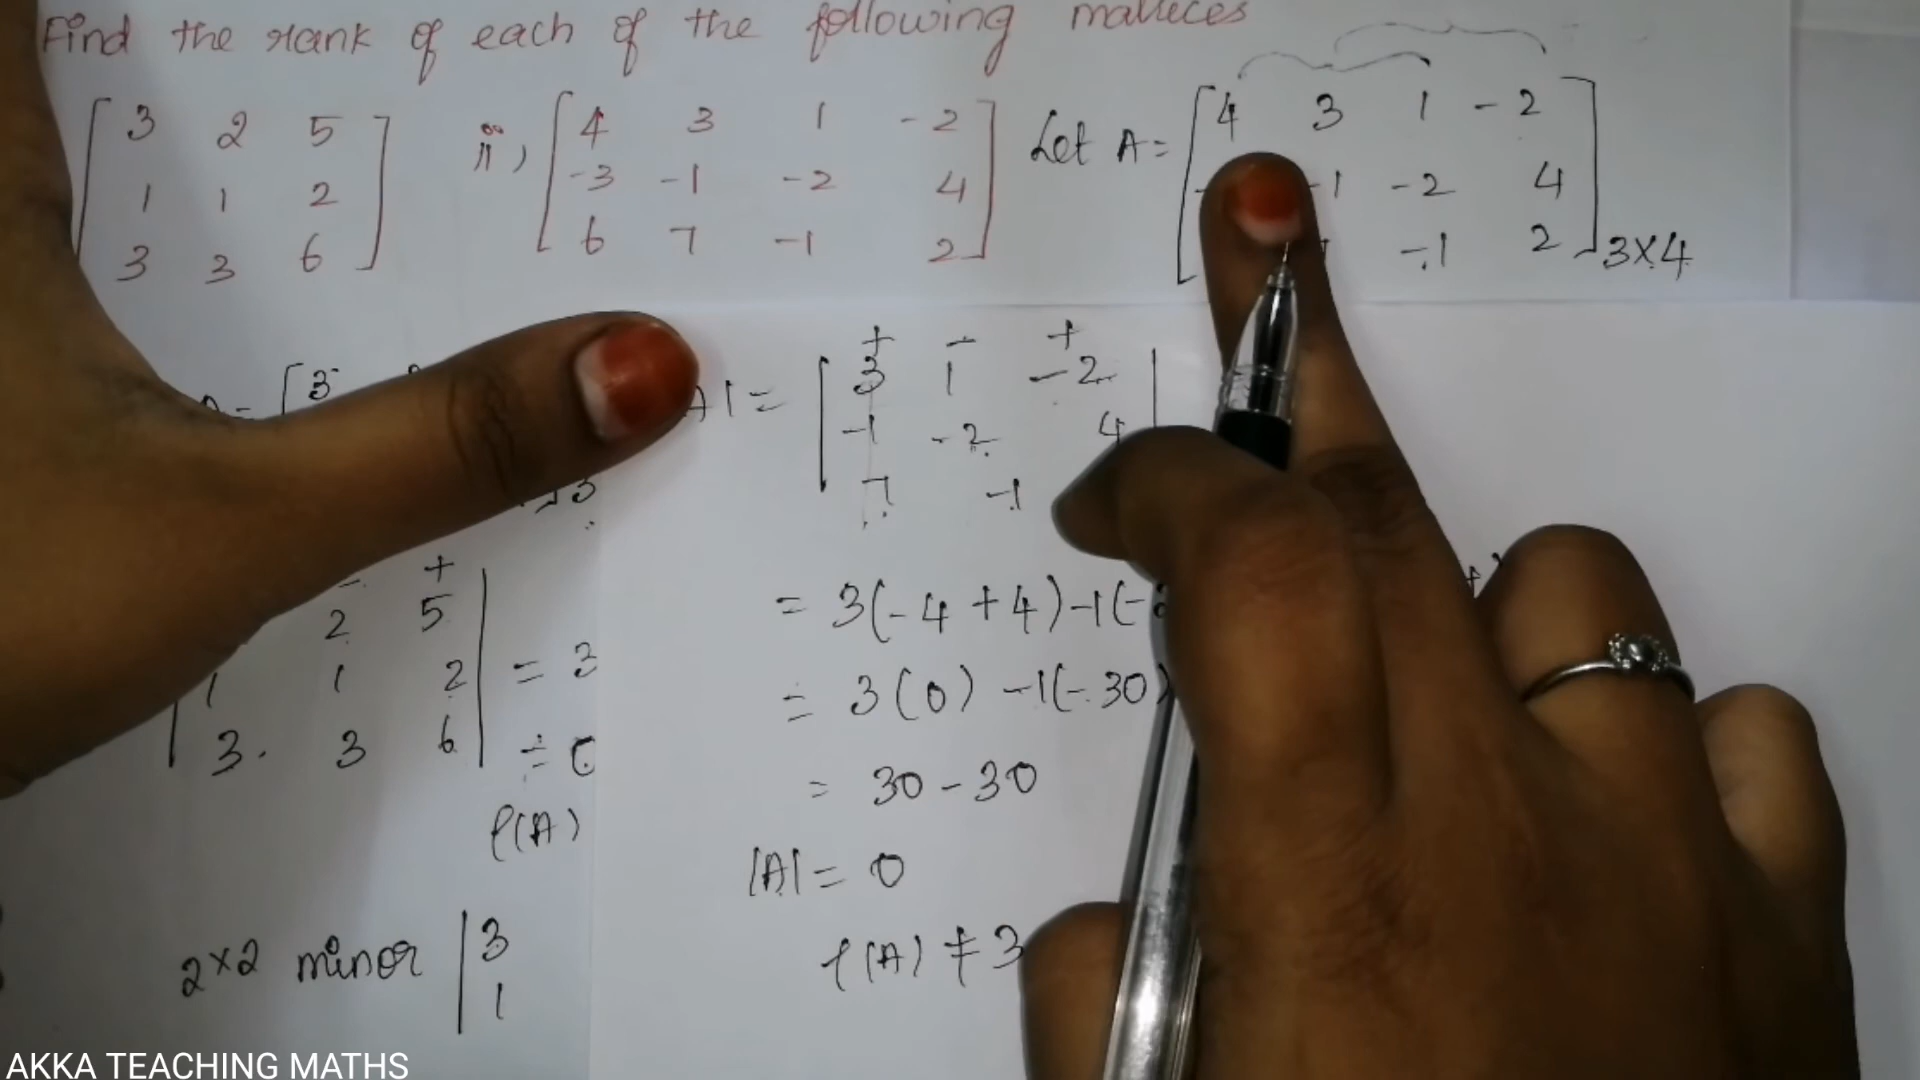 Find the rank of each of the following matrices
3 2 5
1 1 2
3 3 6
ii) 4 3 1 -2
-3 -1 -2 4
6 7 -1 2
Let A = 4 3 1 -2
-1 -2 4
-1 2
3×4
3
3
+
2 5
1 1 2 = 3
3 3 6
ρ(A)
2×2 minor 3
1
+ - +
A| = 3 1 -2
-1 -2 4
7 -1
= 3(-4+4)-1(-
= 3(0) -1(-30)
= 30-30
|A| = 0
ρ(A) ≠ 3
AKKA TEACHING MATHS